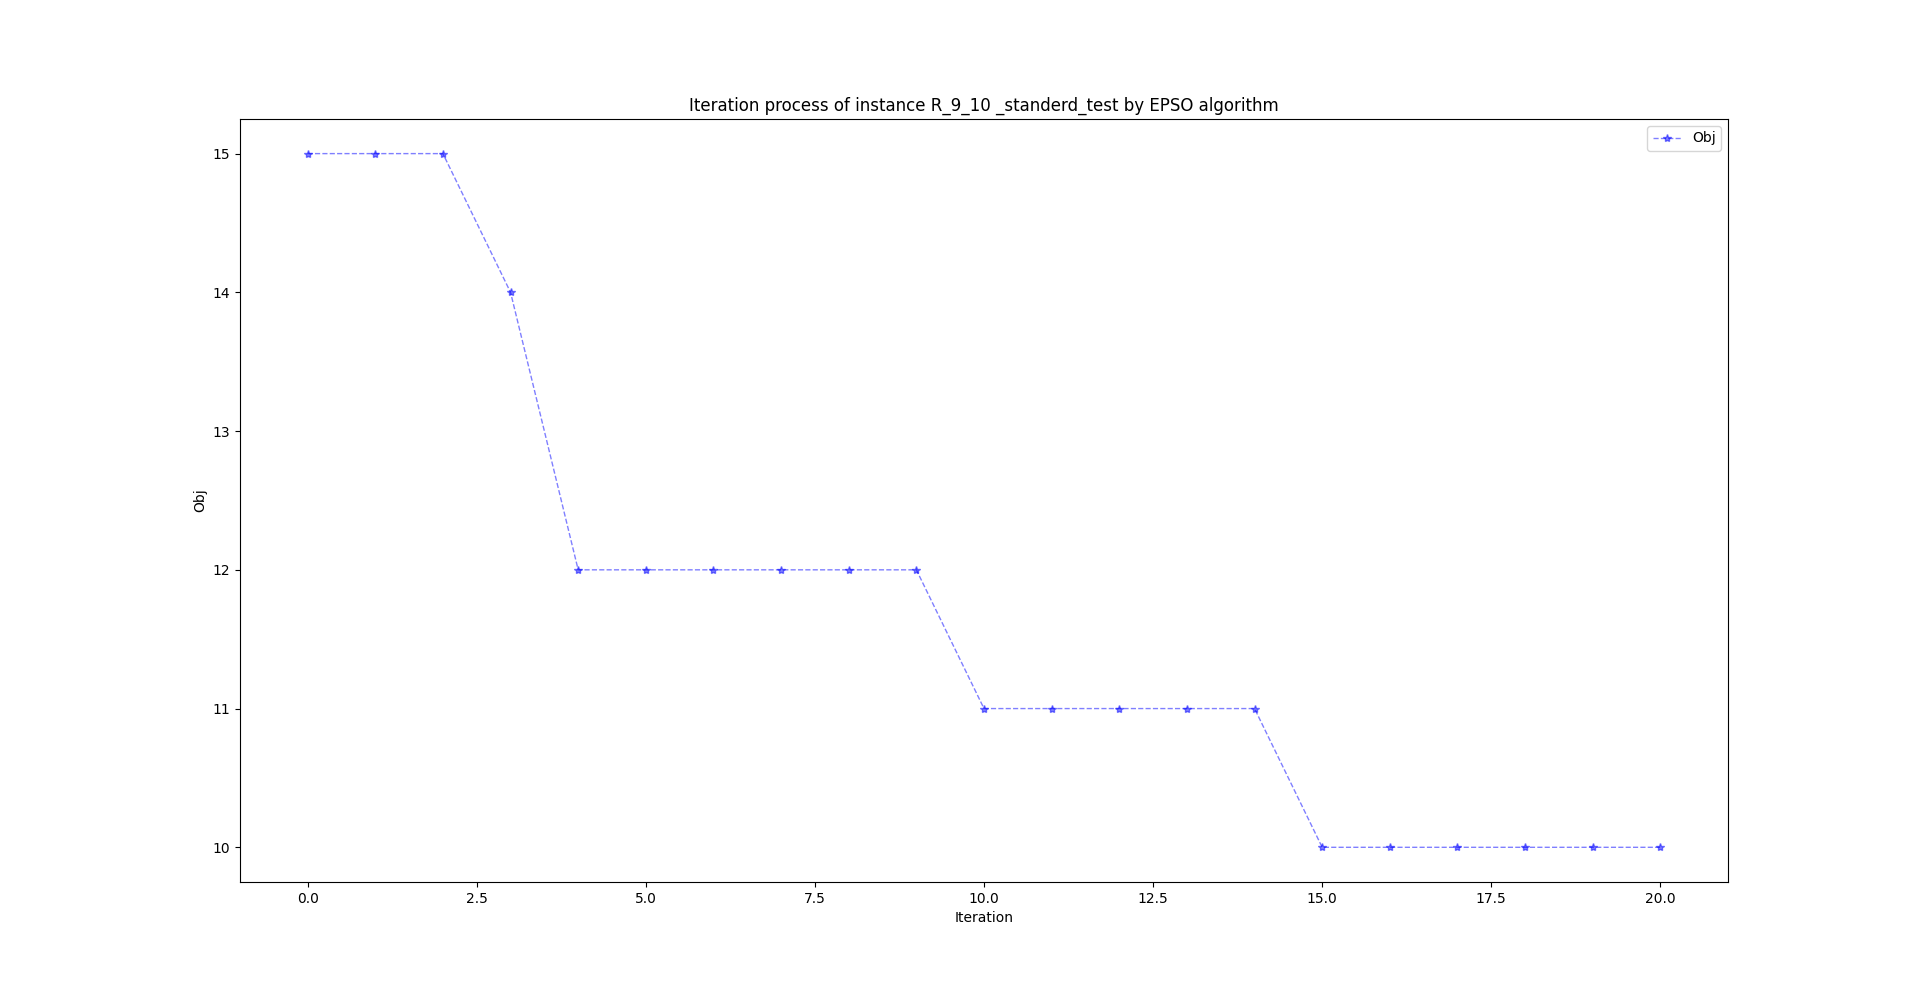 Iteration process of instance R_9_10 _standerd_test by EPSO algorithm
Obj
15
14
13
12
11
10
Obj
0.0 2.5 5.0 7.5 10.0 12.5 15.0 17.5 20.0
Iteration